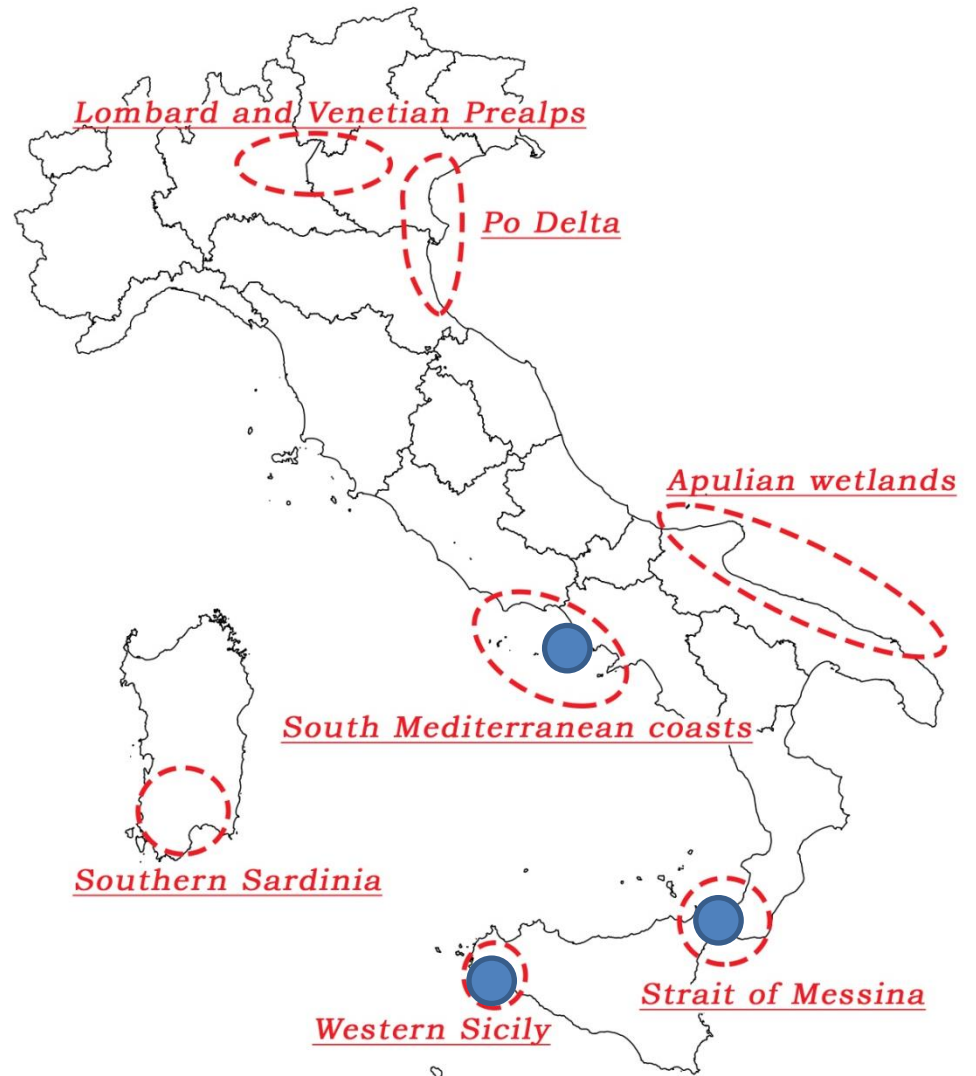 Lombard and Venetian Prealps
Po Delta
Apulian wetlands
South Mediterranean coasts
Southern Sardinia
Strait of Messina
Western Sicily